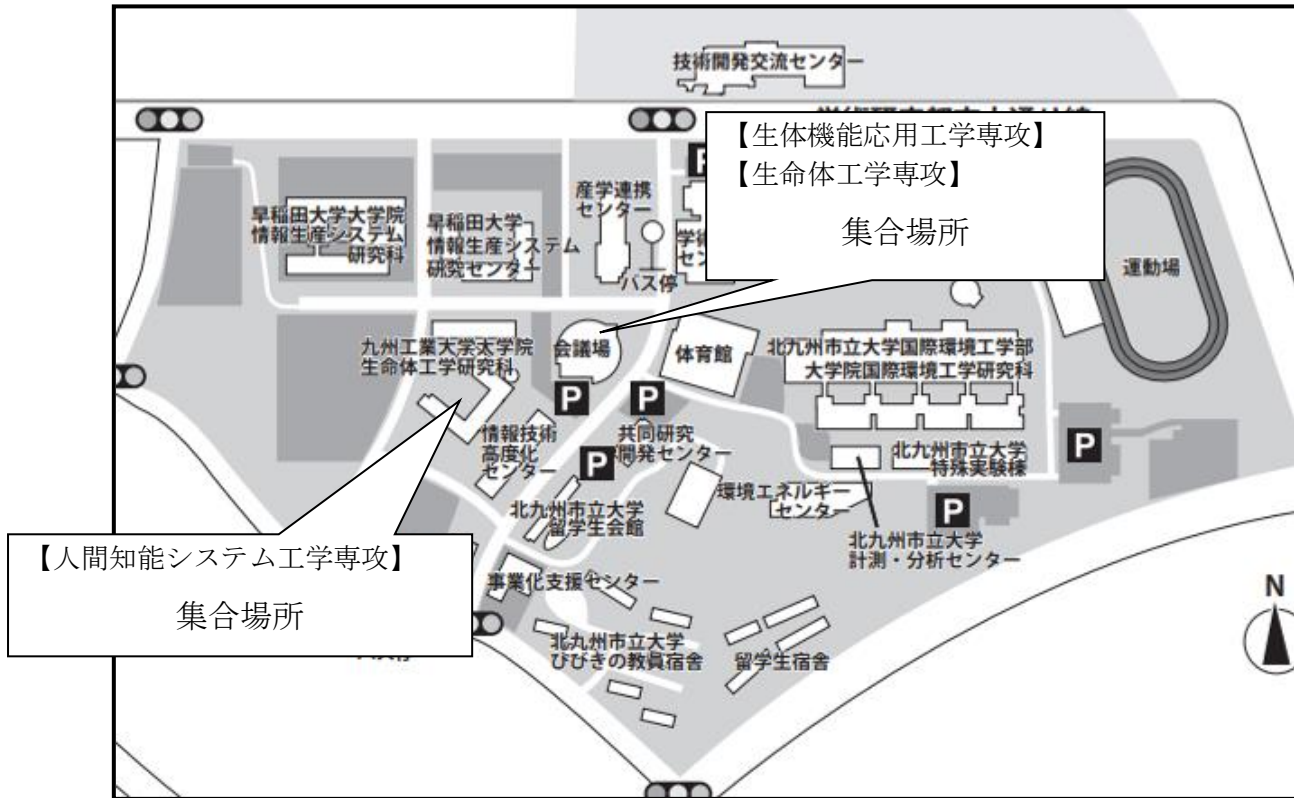 技術開発交流センター
【生体機能応用工学専攻】
【生命体工学専攻】
集合場所
P
産学連携
センター
学術
セン
バス停
早稲田大学大学院
情報生産システム
研究科
早稲田大学
情報生産システム
研究センター
運動場
九州工業大学大学院
生命体工学研究科
会議場
体育館
北九州市立大学国際環境工学部
大学院国際環境工学研究科
P
P
情報技術
高度化
センター
共同研究
開発センター
P
北九州市立大学
特殊実験棟
P
環境エネルギー
センター
P
北九州市立大学
留学生会館
北九州市立大学
計測・分析センター
【人間知能システム工学専攻】
集合場所
事業化支援センター
N
北九州市立大学
ひびきの教員宿舎
留学生宿舎